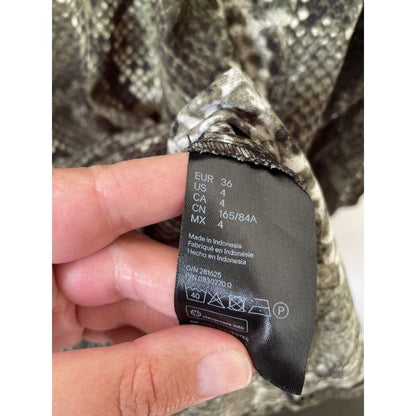 EUR 36
US 4
CA 4
CN 165/84A
MX 4
Made in Indonesia
Fabriqué en Indonésie
Hecho en Indonesia
O/N 281625
P/N 0830770.0
40 P